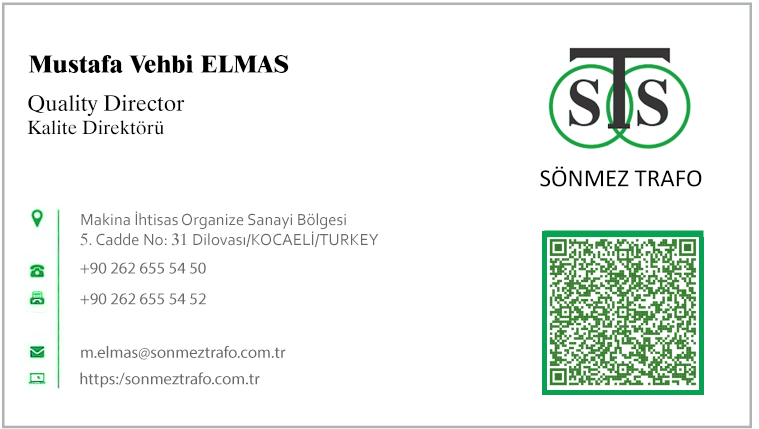 Mustafa Vehbi ELMAS
Quality Director
Kalite Direktörü
STS
SÖNMEZ TRAFO
Makina İhtisas Organize Sanayi Bölgesi
5. Cadde No: 31 Dilovası/KOCAELİ/TURKEY
+90 262 655 54 50
+90 262 655 54 52
m.elmas@sonmeztrafo.com.tr
https:/sonmeztrafo.com.tr